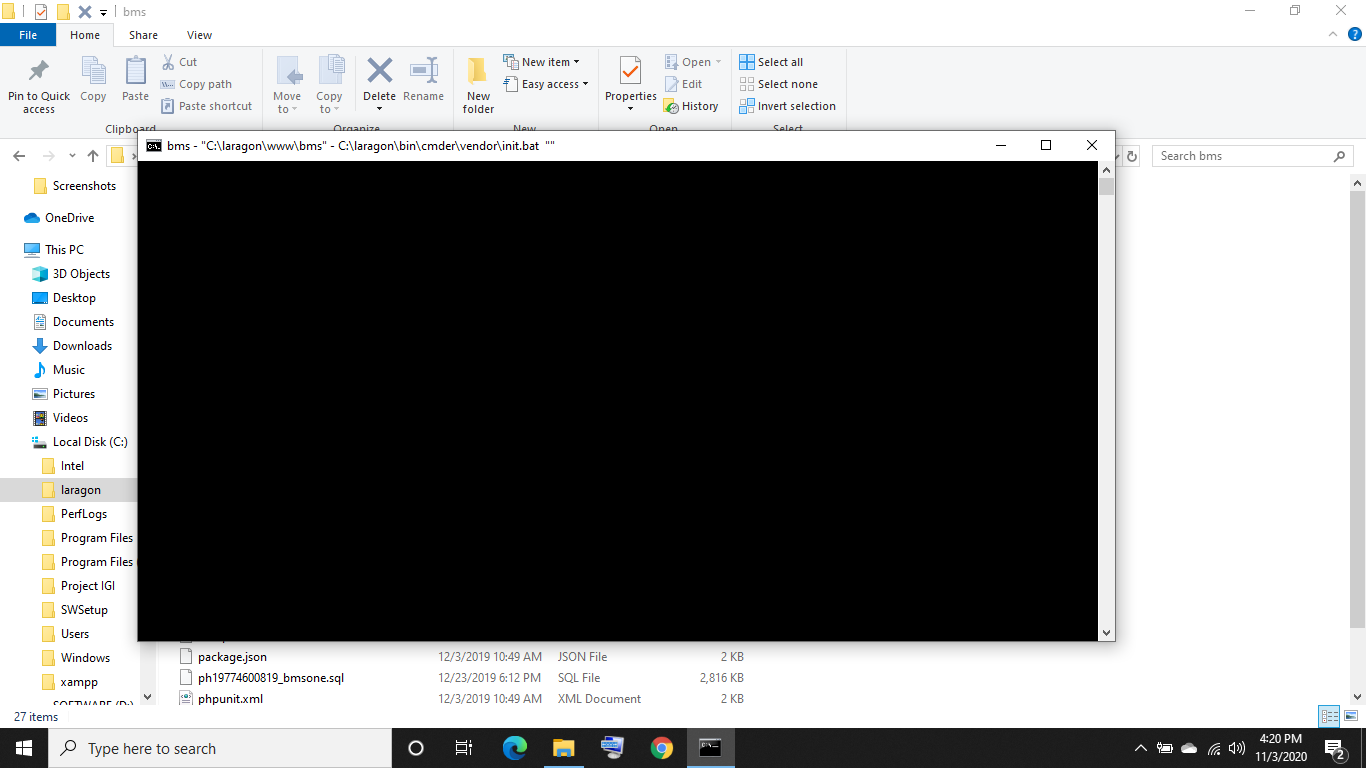 bms
File Home Share View
Pin to Quick access
Copy
Paste
Cut
Copy path
Paste shortcut
Clipboard
Move to
Copy to
Delete
Rename
Organize
New folder
New item
Easy access
New
Properties
Open
Edit
History
Open
Select all
Select none
Invert selection
Select
bms - "C:\laragon\www\bms" - C:\laragon\bin\cmder\vendor\init.bat ""
Search bms
Screenshots
OneDrive
This PC
3D Objects
Desktop
Documents
Downloads
Music
Pictures
Videos
Local Disk (C:)
Intel
laragon
PerfLogs
Program Files
Program Files
Project IGI
SWSetup
Users
Windows
xampp
SOFTWARE (D:)
package.json 12/3/2019 10:49 AM JSON File 2 KB
ph19774600819_bmsone.sql 12/23/2019 6:12 PM SQL File 2,816 KB
phpunit.xml 12/3/2019 10:49 AM XML Document 2 KB
27 items
Type here to search
4:20 PM
11/3/2020
2